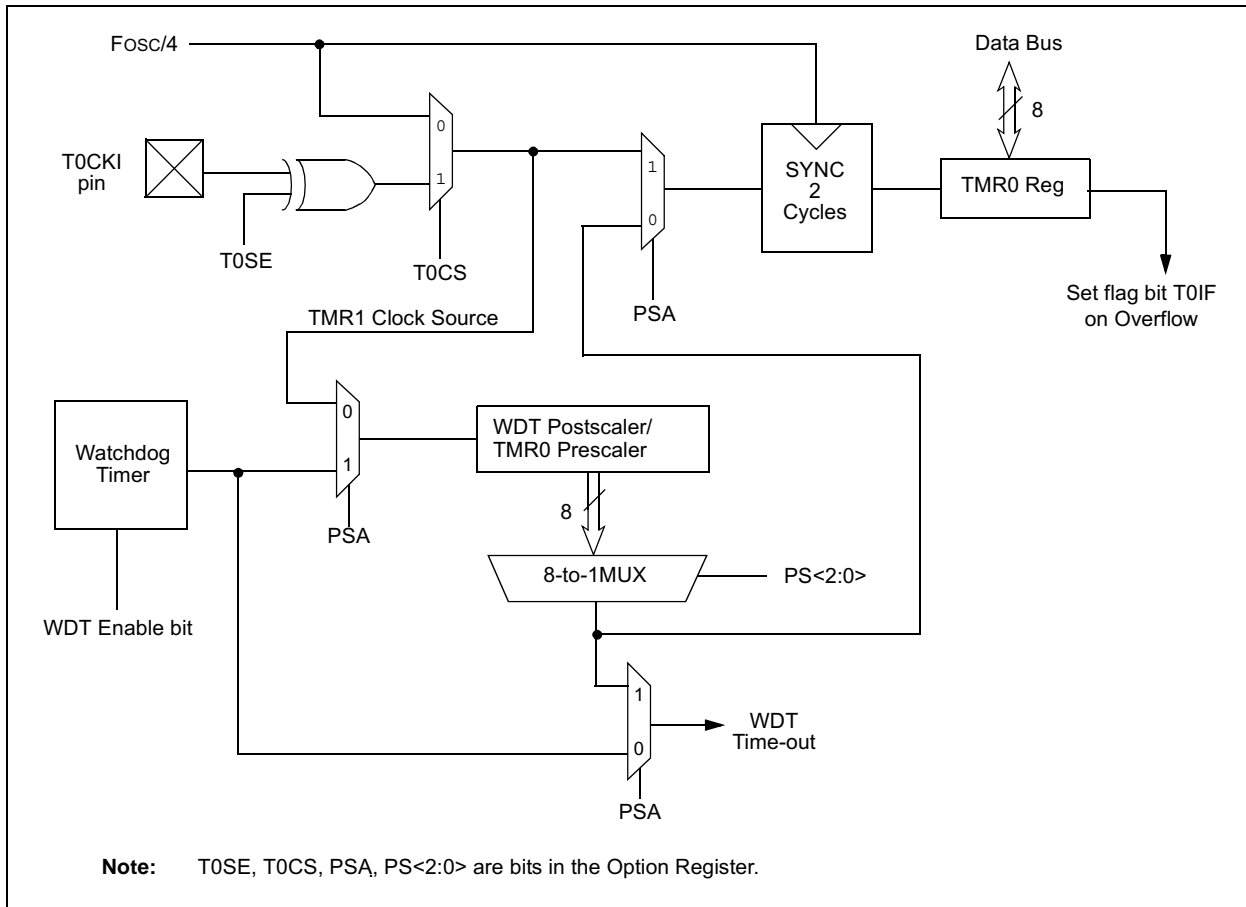 FOSC/4
Data Bus
8
T0CKI
pin
0
1
T0SE
T0CS
1
0
PSA
SYNC
2
Cycles
TMR0 Reg
Set flag bit T0IF
on Overflow
TMR1 Clock Source
Watchdog
Timer
0
1
PSA
WDT Postscaler/
TMR0 Prescaler
8
8-to-1MUX
PS<2:0>
WDT Enable bit
1
0
WDT
Time-out
PSA
Note: T0SE, T0CS, PSA, PS<2:0> are bits in the Option Register.